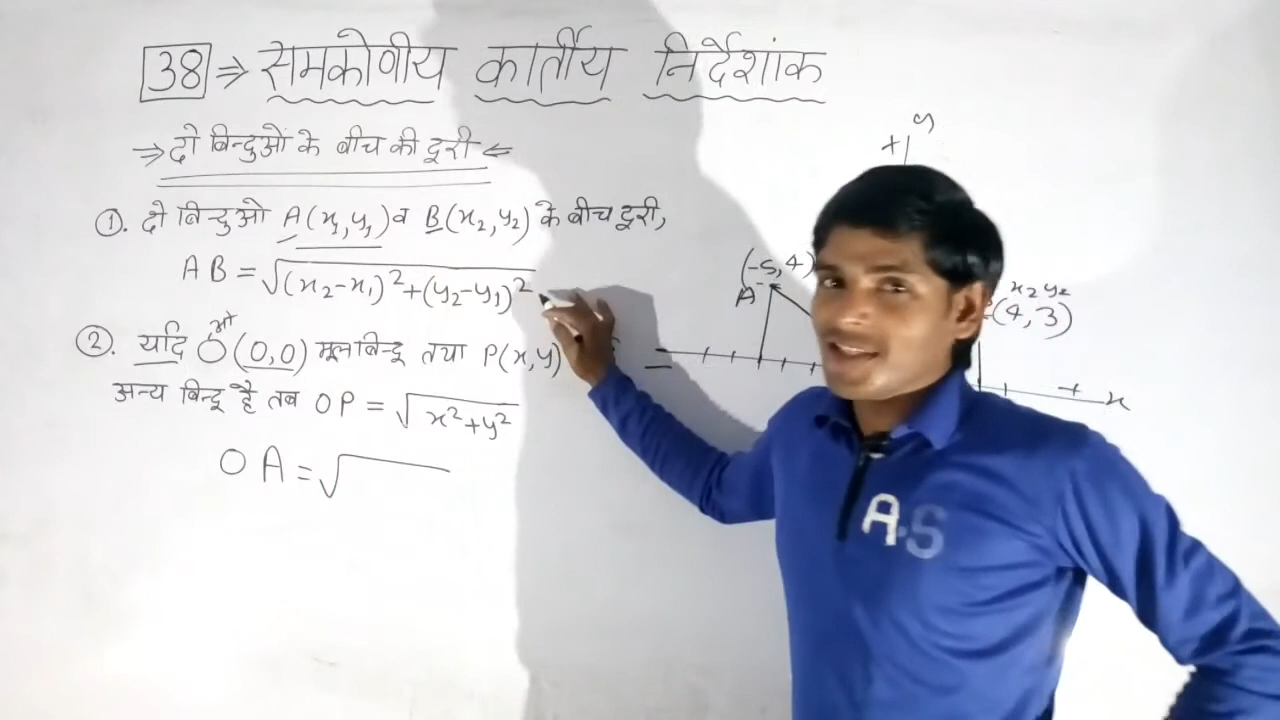 38 ⇒ समकोणीय कार्तीय निर्देशांक
⇒ दो बिन्दुओ के बीच की दूरी ⇐
①. दो बिन्दुओ A(x₁,y₁) व B(x₂,y₂) के बीच दूरी,
AB = √(x₂-x₁)²+(y₂-y₁)²
②. यदि O(0,0) मूलबिन्दू तथा P(x,y)
ओ
अन्य बिन्दू है तब OP = √x²+y²
OA = √
y
+
(-5,4)
A
x₂ y₂
(4,3)
+
x
A.S